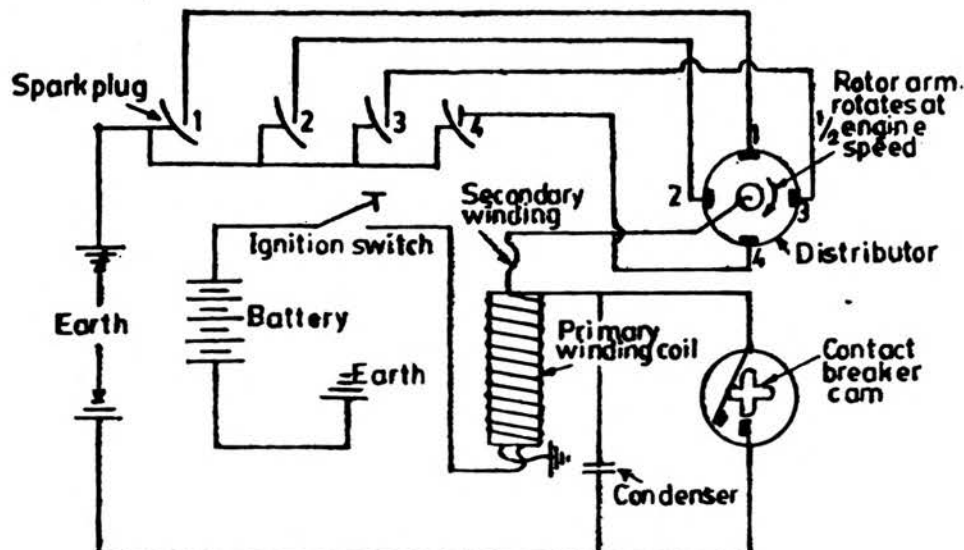 Spark plug
1
2
3
4
Rotor arm
rotates at
1/2 engine
speed
1
2
3
4
Distributor
Secondary
winding
Ignition switch
Battery
Earth
Earth
Primary
winding coil
Contact
breaker
cam
Condenser